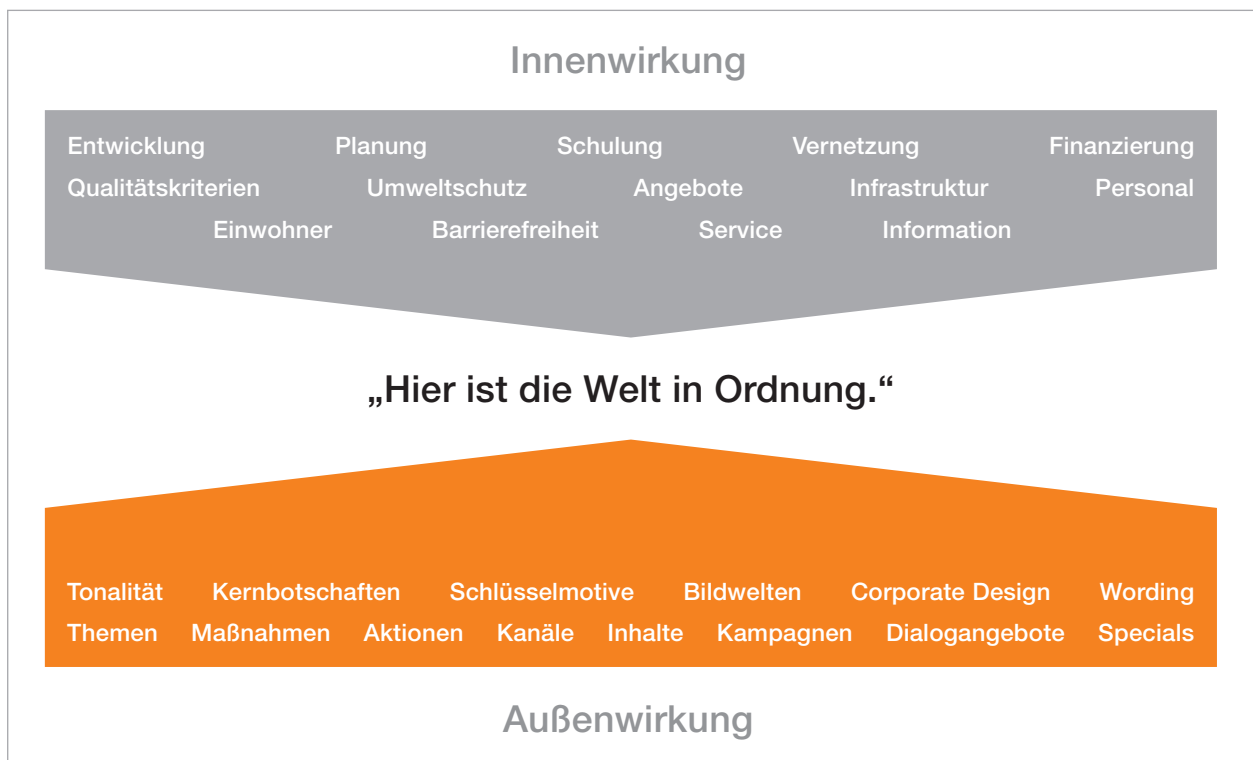 Innenwirkung
Entwicklung Planung Schulung Vernetzung Finanzierung
Qualitätskriterien Umweltschutz Angebote Infrastruktur Personal
Einwohner Barrierefreiheit Service Information
„Hier ist die Welt in Ordnung.“
Tonalität Kernbotschaften Schlüsselmotive Bildwelten Corporate Design Wording
Themen Maßnahmen Aktionen Kanäle Inhalte Kampagnen Dialogangebote Specials
Außenwirkung